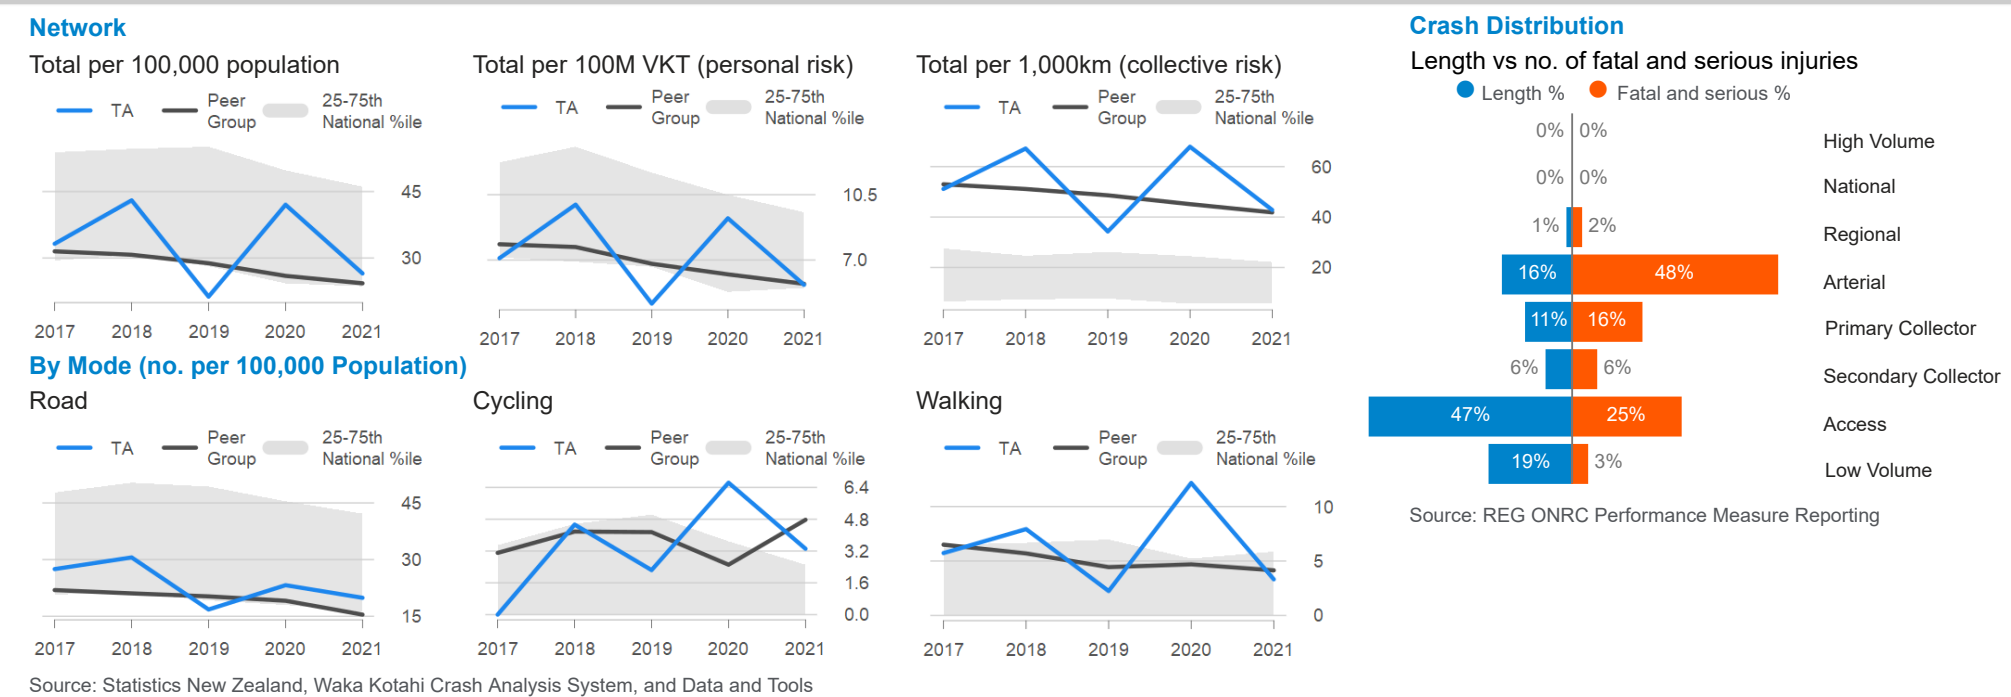 Network
Total per 100,000 population
TA
Peer Group
25-75th National %ile
45
30
2017 2018 2019 2020 2021
Total per 100M VKT (personal risk)
TA
Peer Group
25-75th National %ile
10.5
7.0
2017 2018 2019 2020 2021
Total per 1,000km (collective risk)
TA
Peer Group
25-75th National %ile
60
40
20
2017 2018 2019 2020 2021
By Mode (no. per 100,000 Population)
Road
TA
Peer Group
25-75th National %ile
45
30
15
2017 2018 2019 2020 2021
Cycling
TA
Peer Group
25-75th National %ile
6.4
4.8
3.2
1.6
0.0
2017 2018 2019 2020 2021
Walking
TA
Peer Group
25-75th National %ile
10
5
0
2017 2018 2019 2020 2021
Source: Statistics New Zealand, Waka Kotahi Crash Analysis System, and Data and Tools
Crash Distribution
Length vs no. of fatal and serious injuries
Length % Fatal and serious %
0% 0% High Volume
0% 0% National
1% 2% Regional
16% 48% Arterial
11% 16% Primary Collector
6% 6% Secondary Collector
47% 25% Access
19% 3% Low Volume
Source: REG ONRC Performance Measure Reporting